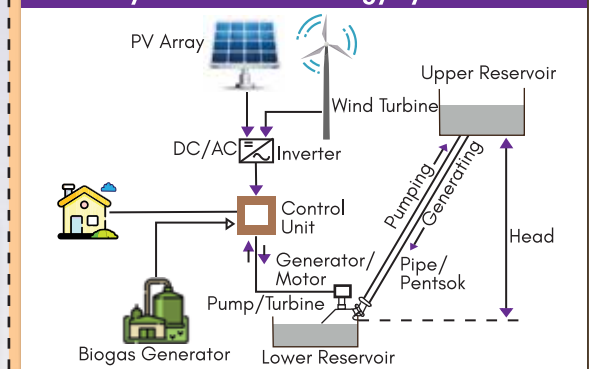 PV Array
Upper Reservoir
Wind Turbine
DC/AC
Inverter
Pumping
Generating
Control
Unit
Head
Generator/
Motor
Pipe/
Pentsok
Pump/Turbine
Biogas Generator
Lower Reservoir